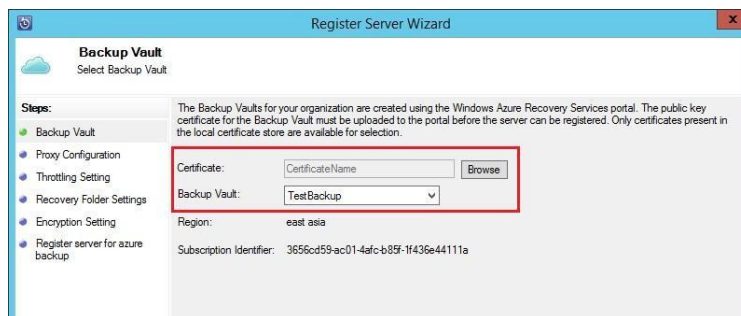 Register Server Wizard
x
Backup Vault
Select Backup Vault
Steps:
Backup Vault
Proxy Configuration
Throttling Setting
Recovery Folder Settings
Encryption Setting
Register server for azure
backup
The Backup Vaults for your organization are created using the Windows Azure Recovery Services portal. The public key
certificate for the Backup Vault must be uploaded to the portal before the server can be registered. Only certificates present in
the local certificate store are available for selection.
Certificate: CertificateName Browse
Backup Vault: TestBackup
Region: east asia
Subscription Identifier: 3656cd59-ac01-4afc-b85f-1f436e44111a